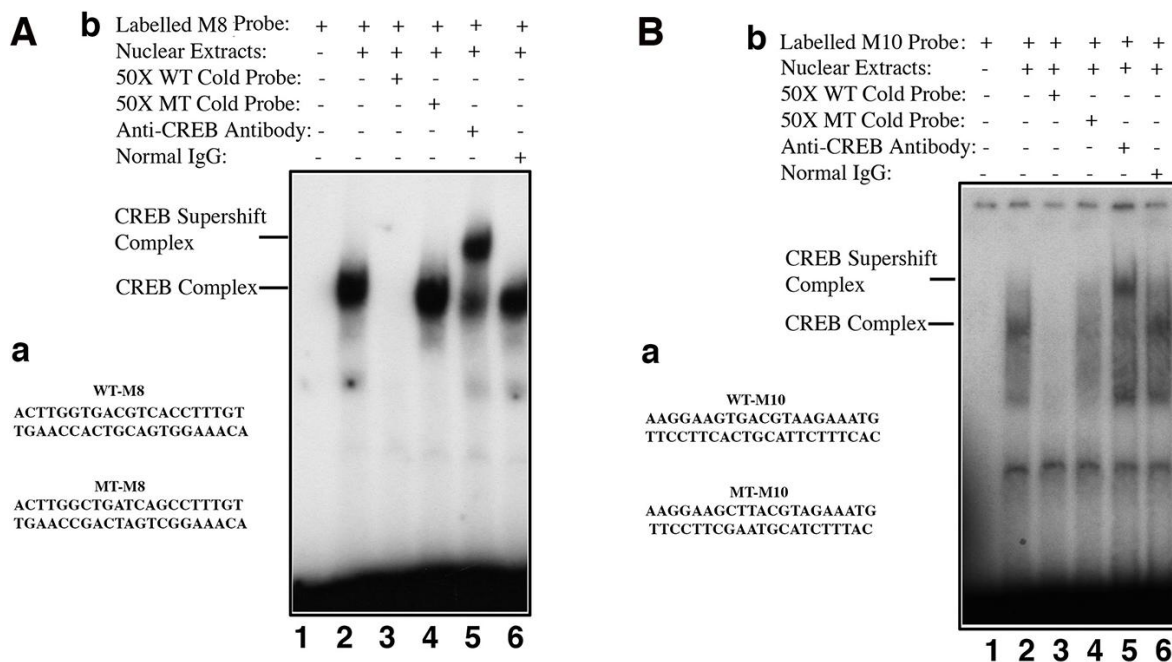 A
b
Labelled M8 Probe: + + + + + +
Nuclear Extracts: - + + + + +
50X WT Cold Probe: - - + - - -
50X MT Cold Probe: - - - + - -
Anti-CREB Antibody: - - - - + -
Normal IgG: - - - - - +
CREB Supershift
Complex
CREB Complex
a
WT-M8
ACTTGGTGACGTCACCTTTGT
TGAACCACTGCAGTGGAAACA
MT-M8
ACTTGGCTGATCAGCCTTTGT
TGAACCGACTAGTCGGAAACA
1 2 3 4 5 6
B
b
Labelled M10 Probe: + + + + + +
Nuclear Extracts: - + + + + +
50X WT Cold Probe: - - + - - -
50X MT Cold Probe: - - - + - -
Anti-CREB Antibody: - - - - + -
Normal IgG: - - - - - +
CREB Supershift
Complex
CREB Complex
a
WT-M10
AAGGAAGTGACGTAAGAAATG
TTCCTTCACTGCATTCTTTCAC
MT-M10
AAGGAAGCTTACGTAGAAATG
TTCCTTCGAATGCATCTTTAC
1 2 3 4 5 6